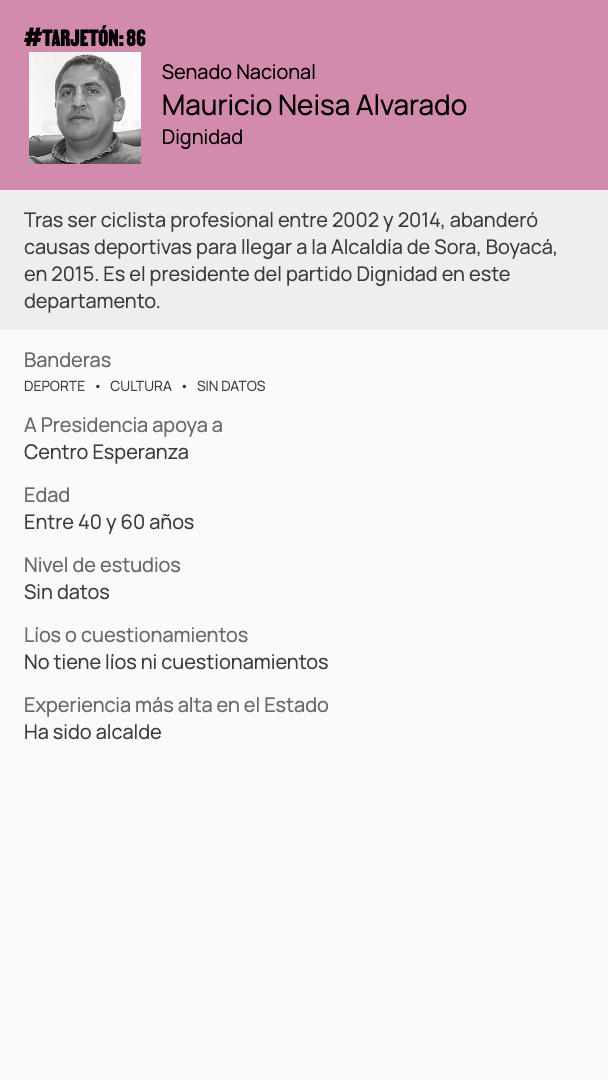 #TARJETÓN: 86
Senado Nacional
Mauricio Neisa Alvarado
Dignidad
Tras ser ciclista profesional entre 2002 y 2014, abanderó
causas deportivas para llegar a la Alcaldía de Sora, Boyacá,
en 2015. Es el presidente del partido Dignidad en este
departamento.
Banderas
DEPORTE • CULTURA • SIN DATOS
A Presidencia apoya a
Centro Esperanza
Edad
Entre 40 y 60 años
Nivel de estudios
Sin datos
Líos o cuestionamientos
No tiene líos ni cuestionamientos
Experiencia más alta en el Estado
Ha sido alcalde